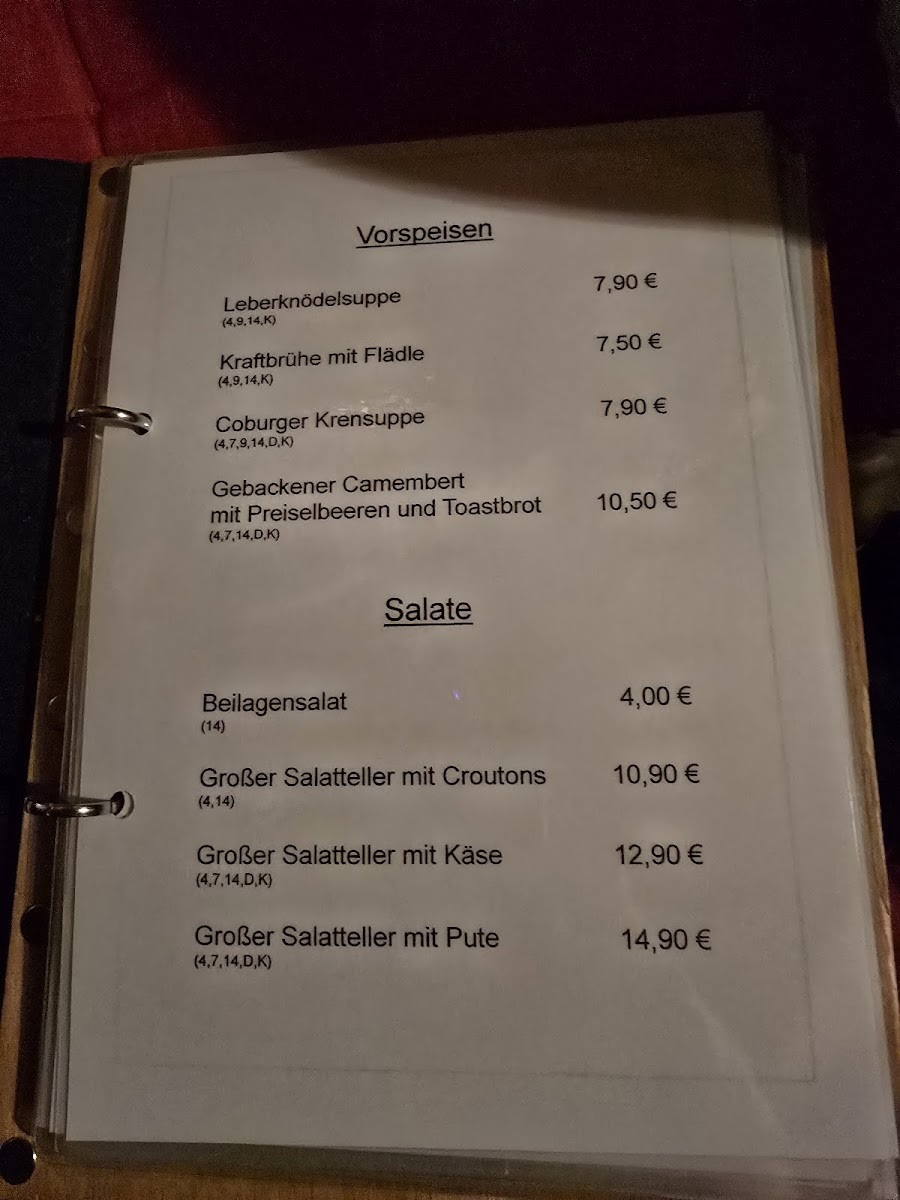 Vorspeisen
Leberknödelsuppe 7,90 €
(4,9,14,K)
Kraftbrühe mit Flädle 7,50 €
(4,9,14,K)
Coburger Krensuppe 7,90 €
(4,7,9,14,D,K)
Gebackener Camembert
mit Preiselbeeren und Toastbrot 10,50 €
(4,7,14,D,K)
Salate
Beilagensalat 4,00 €
(14)
Großer Salatteller mit Croutons 10,90 €
(4,14)
Großer Salatteller mit Käse 12,90 €
(4,7,14,D,K)
Großer Salatteller mit Pute 14,90 €
(4,7,14,D,K)